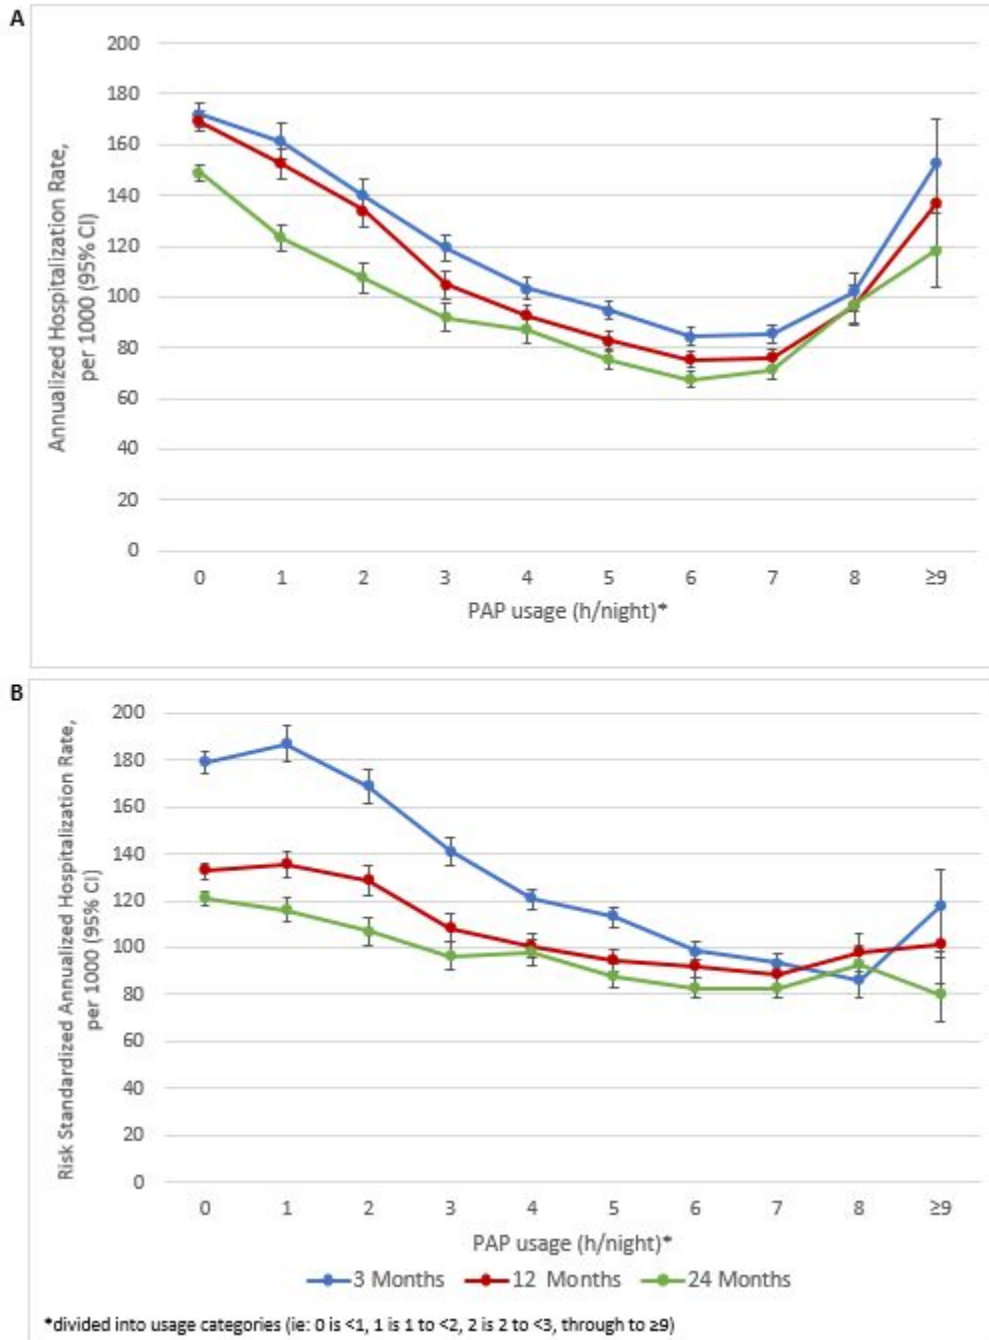 A
Annualized Hospitalization Rate,
per 1000 (95% CI)
200
180
160
140
120
100
80
60
40
20
0
0 1 2 3 4 5 6 7 8 ≥9
PAP usage (h/night)*
B
Risk Standardized Annualized Hospitalization Rate,
per 1000 (95% CI)
200
180
160
140
120
100
80
60
40
20
0
0 1 2 3 4 5 6 7 8 ≥9
PAP usage (h/night)*
3 Months 12 Months 24 Months
*divided into usage categories (ie: 0 is <1, 1 is 1 to <2, 2 is 2 to <3, through to ≥9)